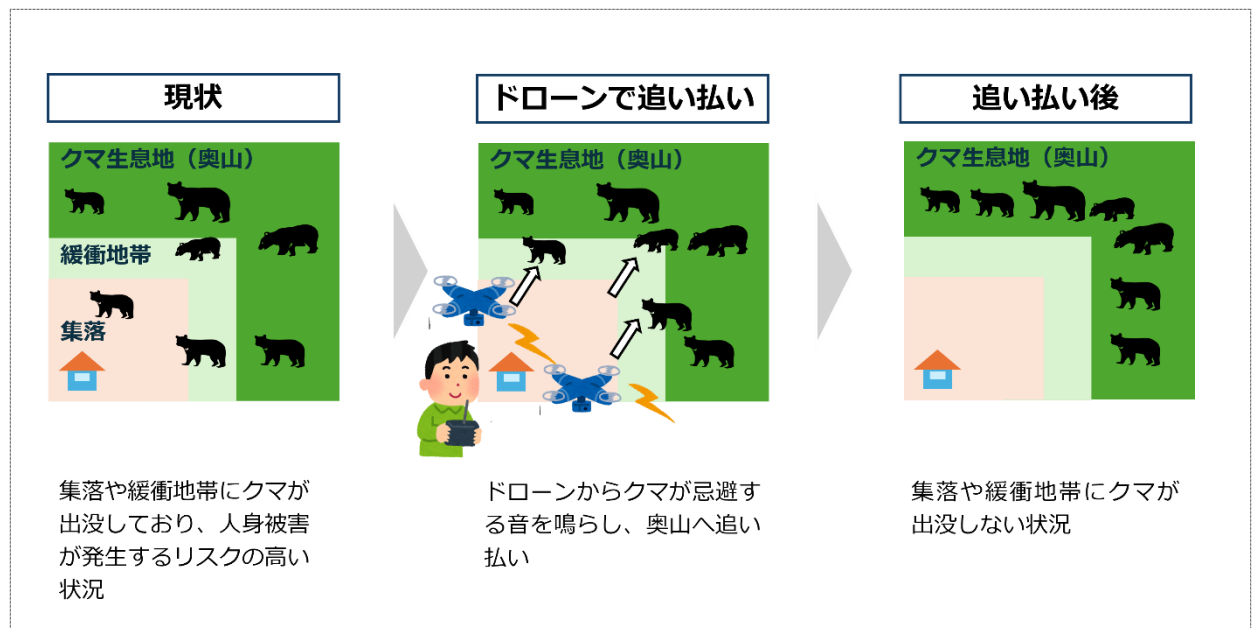 現状
クマ生息地（奥山）
緩衝地帯
集落
集落や緩衝地帯にクマが
出没しており、人身被害
が発生するリスクの高い
状況
ドローンで追い払い
クマ生息地（奥山）
ドローンからクマが忌避す
る音を鳴らし、奥山へ追い
払い
追い払い後
クマ生息地（奥山）
集落や緩衝地帯にクマが
出没しない状況